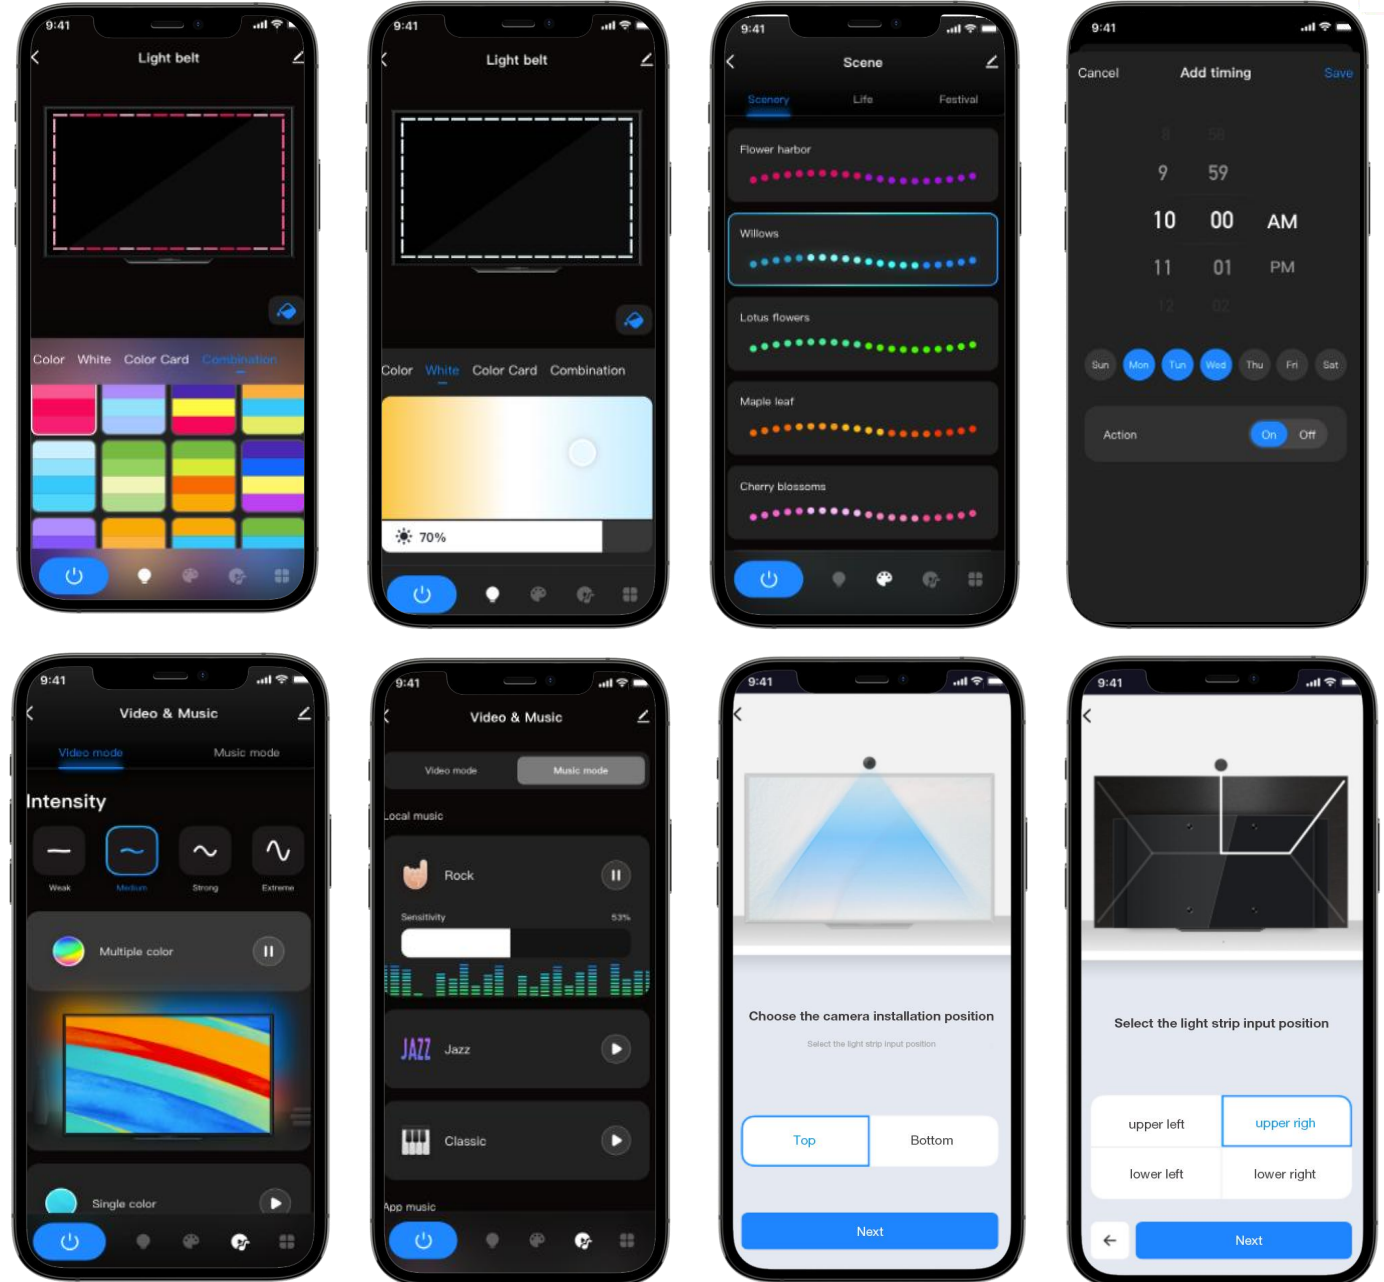 9:41
Light belt
Color White Color Card Combination
9:41
Light belt
Color White Color Card Combination
70%
9:41
Scene
Scenery Life Festival
Flower harbor
Willows
Lotus flowers
Maple leaf
Cherry blossoms
9:41
Cancel Add timing Save
8 58
9 59
10 00 AM
11 01 PM
12 02
Sun Mon Tun Wed Thu Fri Sat
Action On Off
9:41
Video & Music
Video mode Music mode
Intensity
Weak Medium Strong Extreme
Multiple color
Single color
9:41
Video & Music
Video mode Music mode
Local music
Rock
Sensitivity 53%
JAZZ Jazz
Classic
App music
9:41
Choose the camera installation position
Select the light strip input position
Top Bottom
Next
9:41
Select the light strip input position
upper left upper righ
lower left lower right
Next